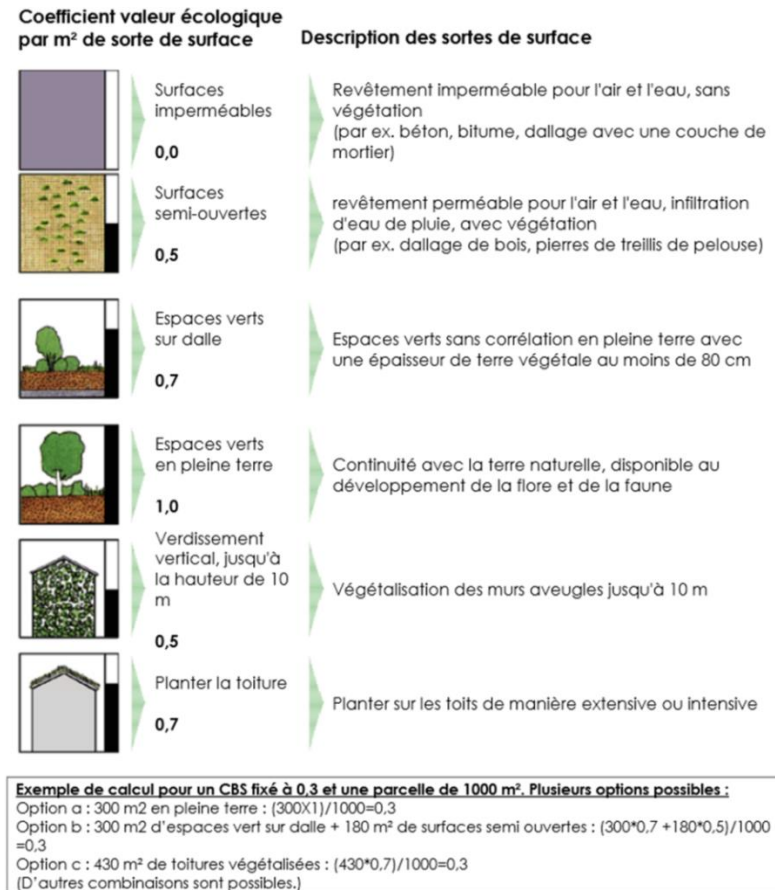 Coefficient valeur écologique
par m² de sorte de surface
Description des sortes de surface
Surfaces
imperméables
0,0
Revêtement imperméable pour l'air et l'eau, sans
végétation
(par ex. béton, bitume, dallage avec une couche de
mortier)
Surfaces
semi-ouvertes
0,5
revêtement perméable pour l'air et l'eau, infiltration
d'eau de pluie, avec végétation
(par ex. dallage de bois, pierres de treillis de pelouse)
Espaces verts
sur dalle
0,7
Espaces verts sans corrélation en pleine terre avec
une épaisseur de terre végétale au moins de 80 cm
Espaces verts
en pleine terre
1,0
Continuité avec la terre naturelle, disponible au
développement de la flore et de la faune
Verdissement
vertical, jusqu'à
la hauteur de 10
m
0,5
Végétalisation des murs aveugles jusqu'à 10 m
Planter la toiture
0,7
Planter sur les toits de manière extensive ou intensive
Exemple de calcul pour un CBS fixé à 0,3 et une parcelle de 1000 m². Plusieurs options possibles :
Option a : 300 m2 en pleine terre : (300X1)/1000=0,3
Option b : 300 m2 d'espaces vert sur dalle + 180 m² de surfaces semi ouvertes : (300*0,7 +180*0,5)/1000
=0,3
Option c : 430 m² de toitures végétalisées : (430*0,7)/1000=0,3
(D'autres combinaisons sont possibles.)